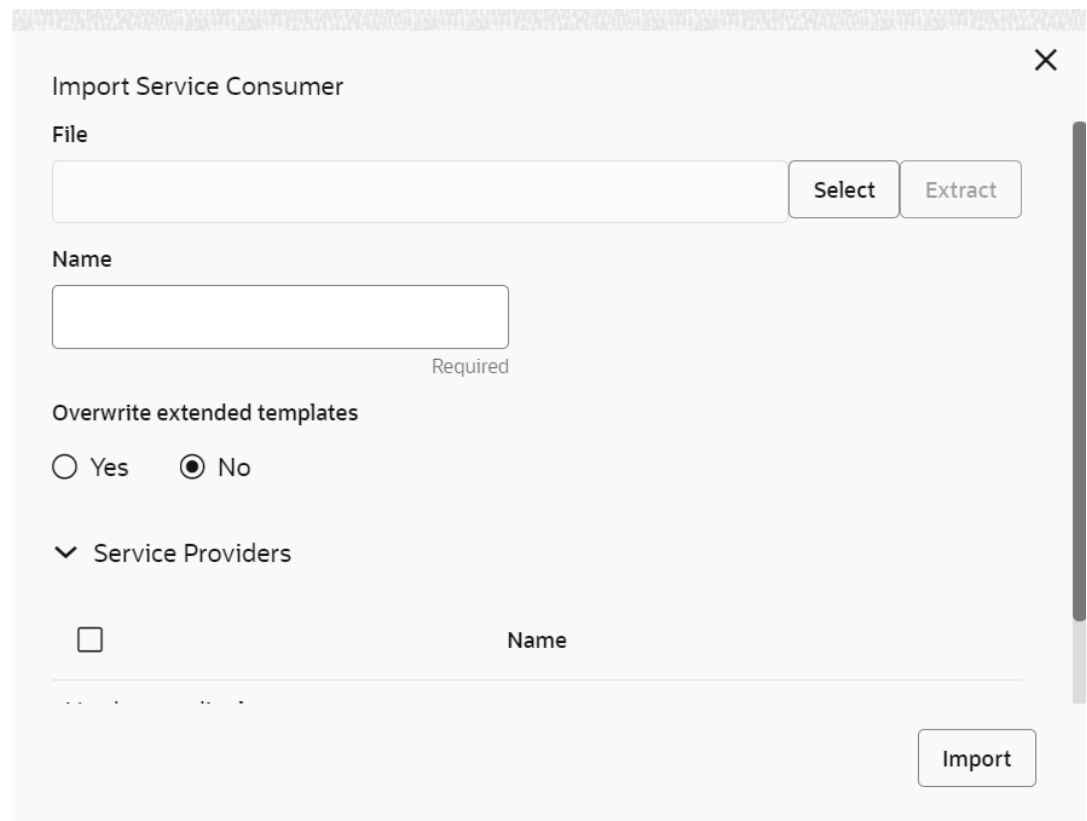 Import Service Consumer
File
Select Extract
Name
Required
Overwrite extended templates
Yes No
Service Providers
Name
Import